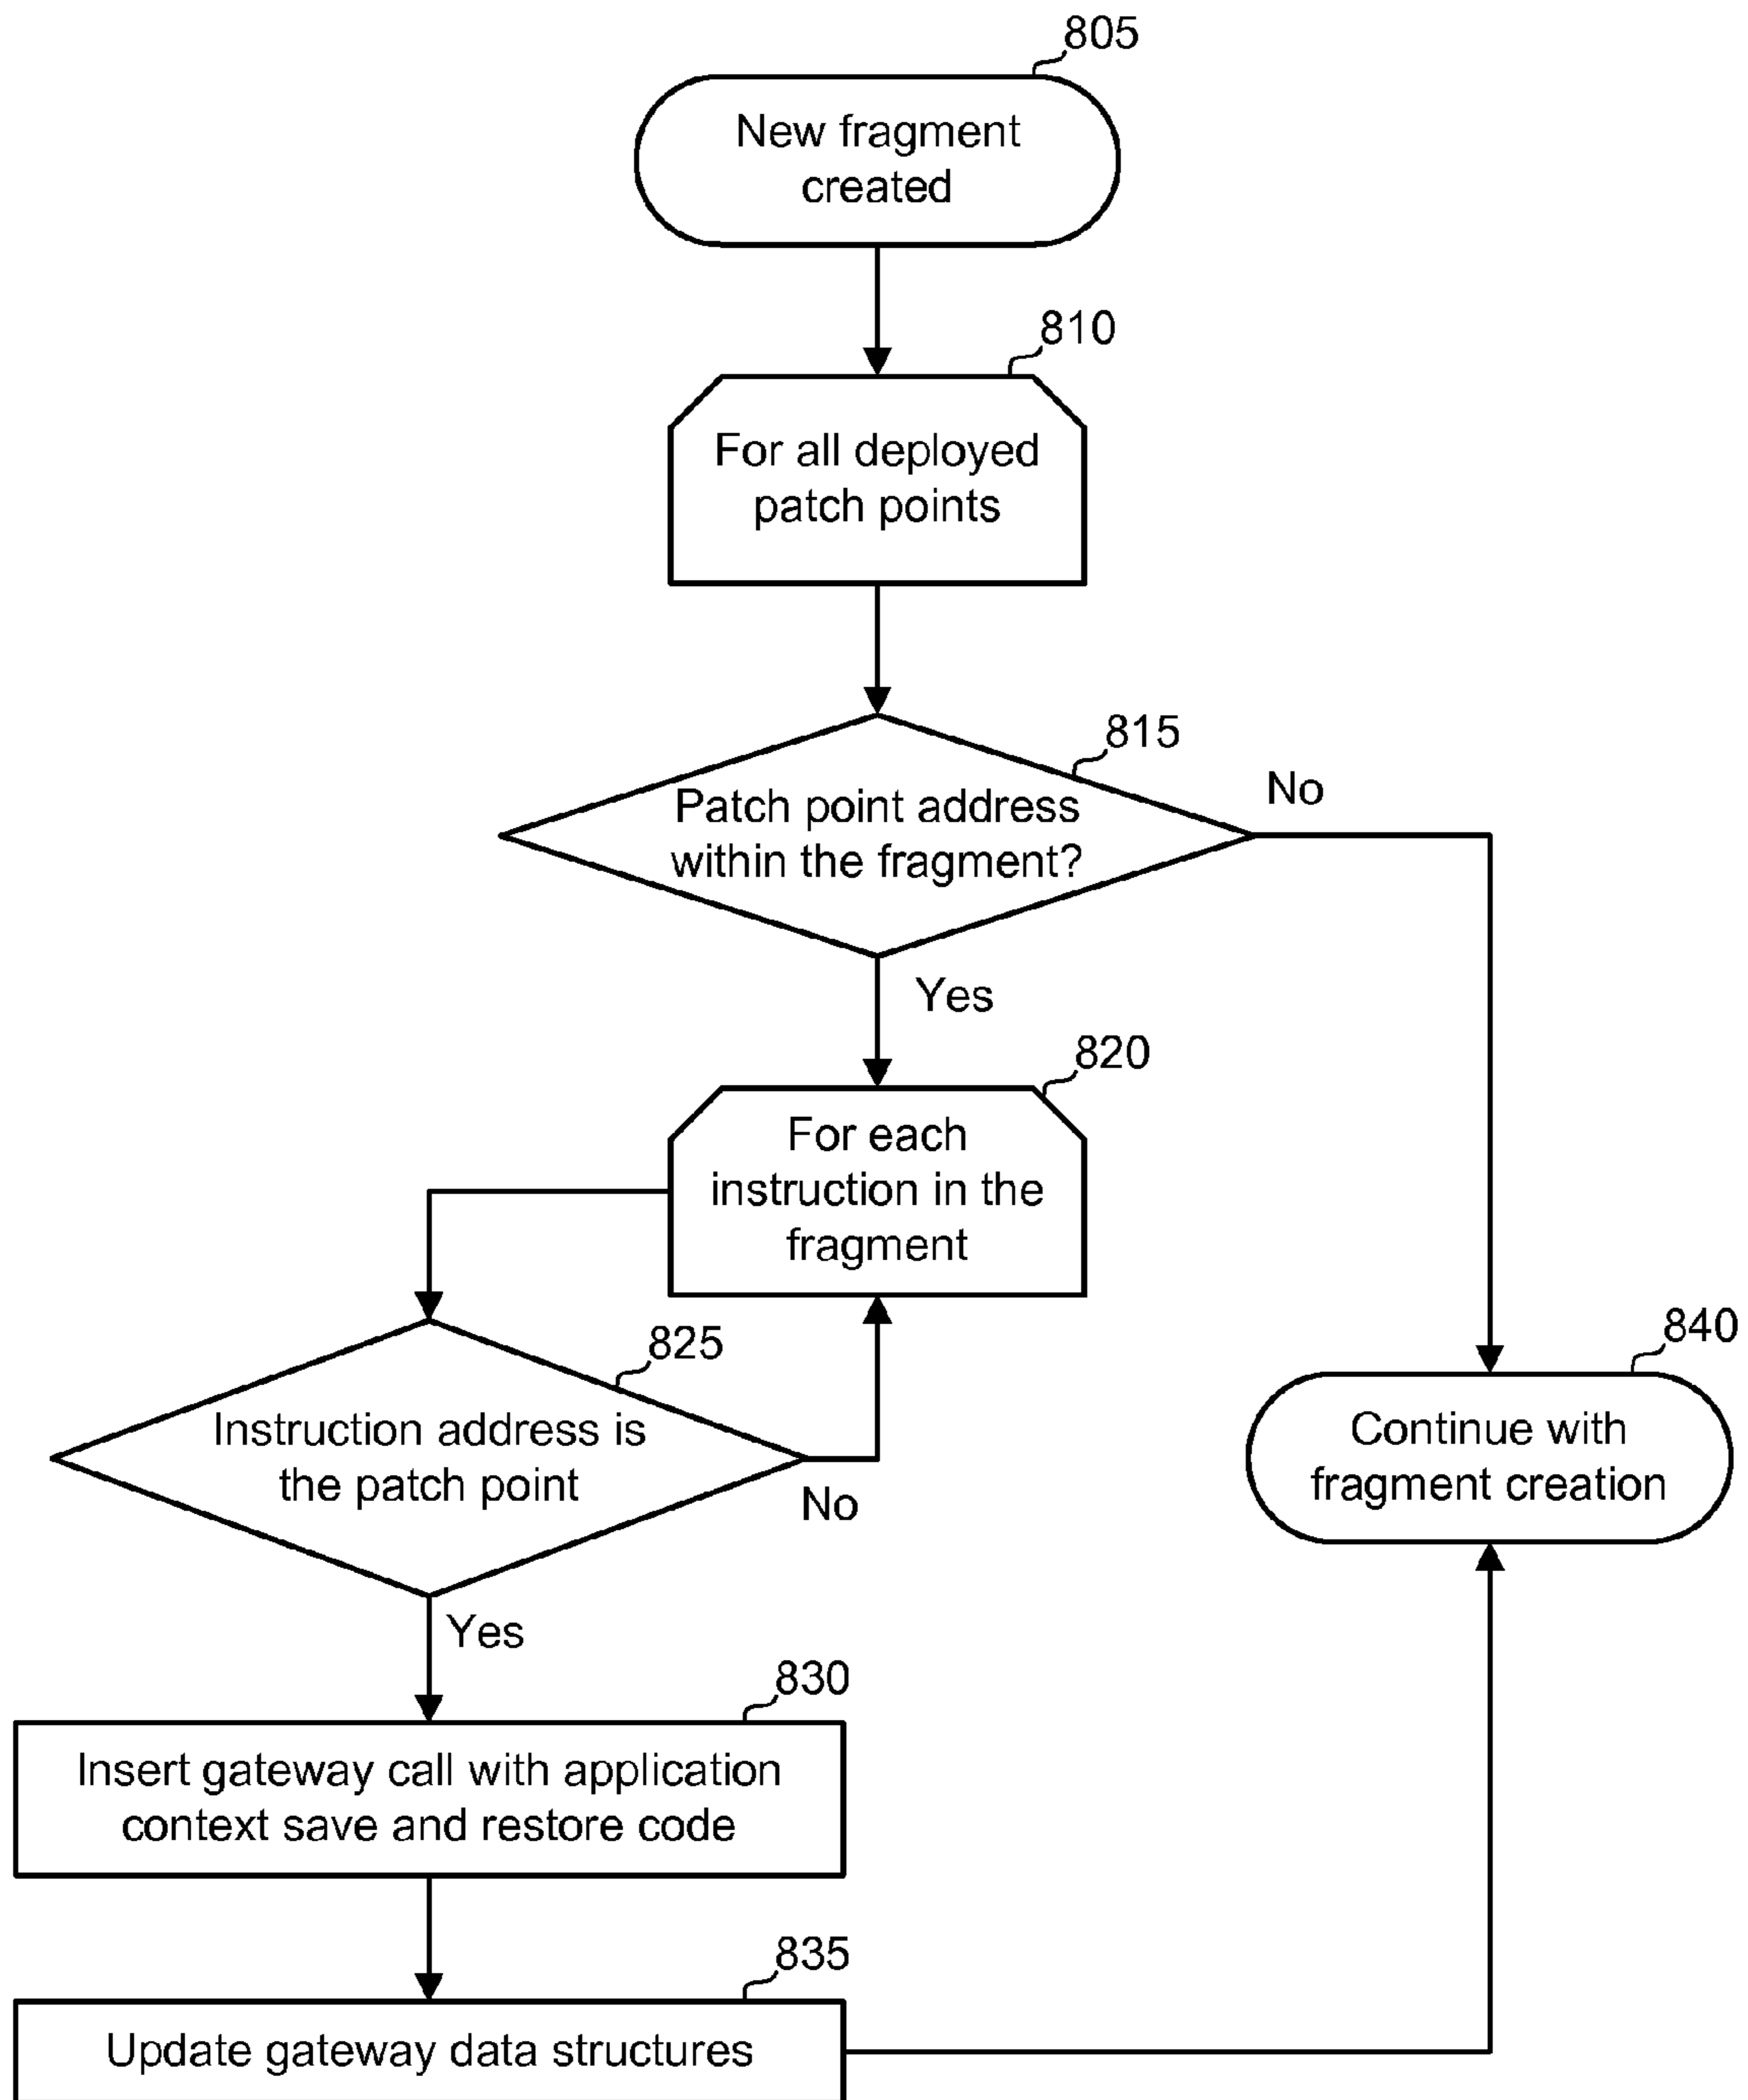 805
New fragment
created
810
For all deployed
patch points
815
Patch point address
within the fragment?
No
Yes
820
For each
instruction in the
fragment
825
Instruction address is
the patch point
No
Yes
840
Continue with
fragment creation
830
Insert gateway call with application
context save and restore code
835
Update gateway data structures